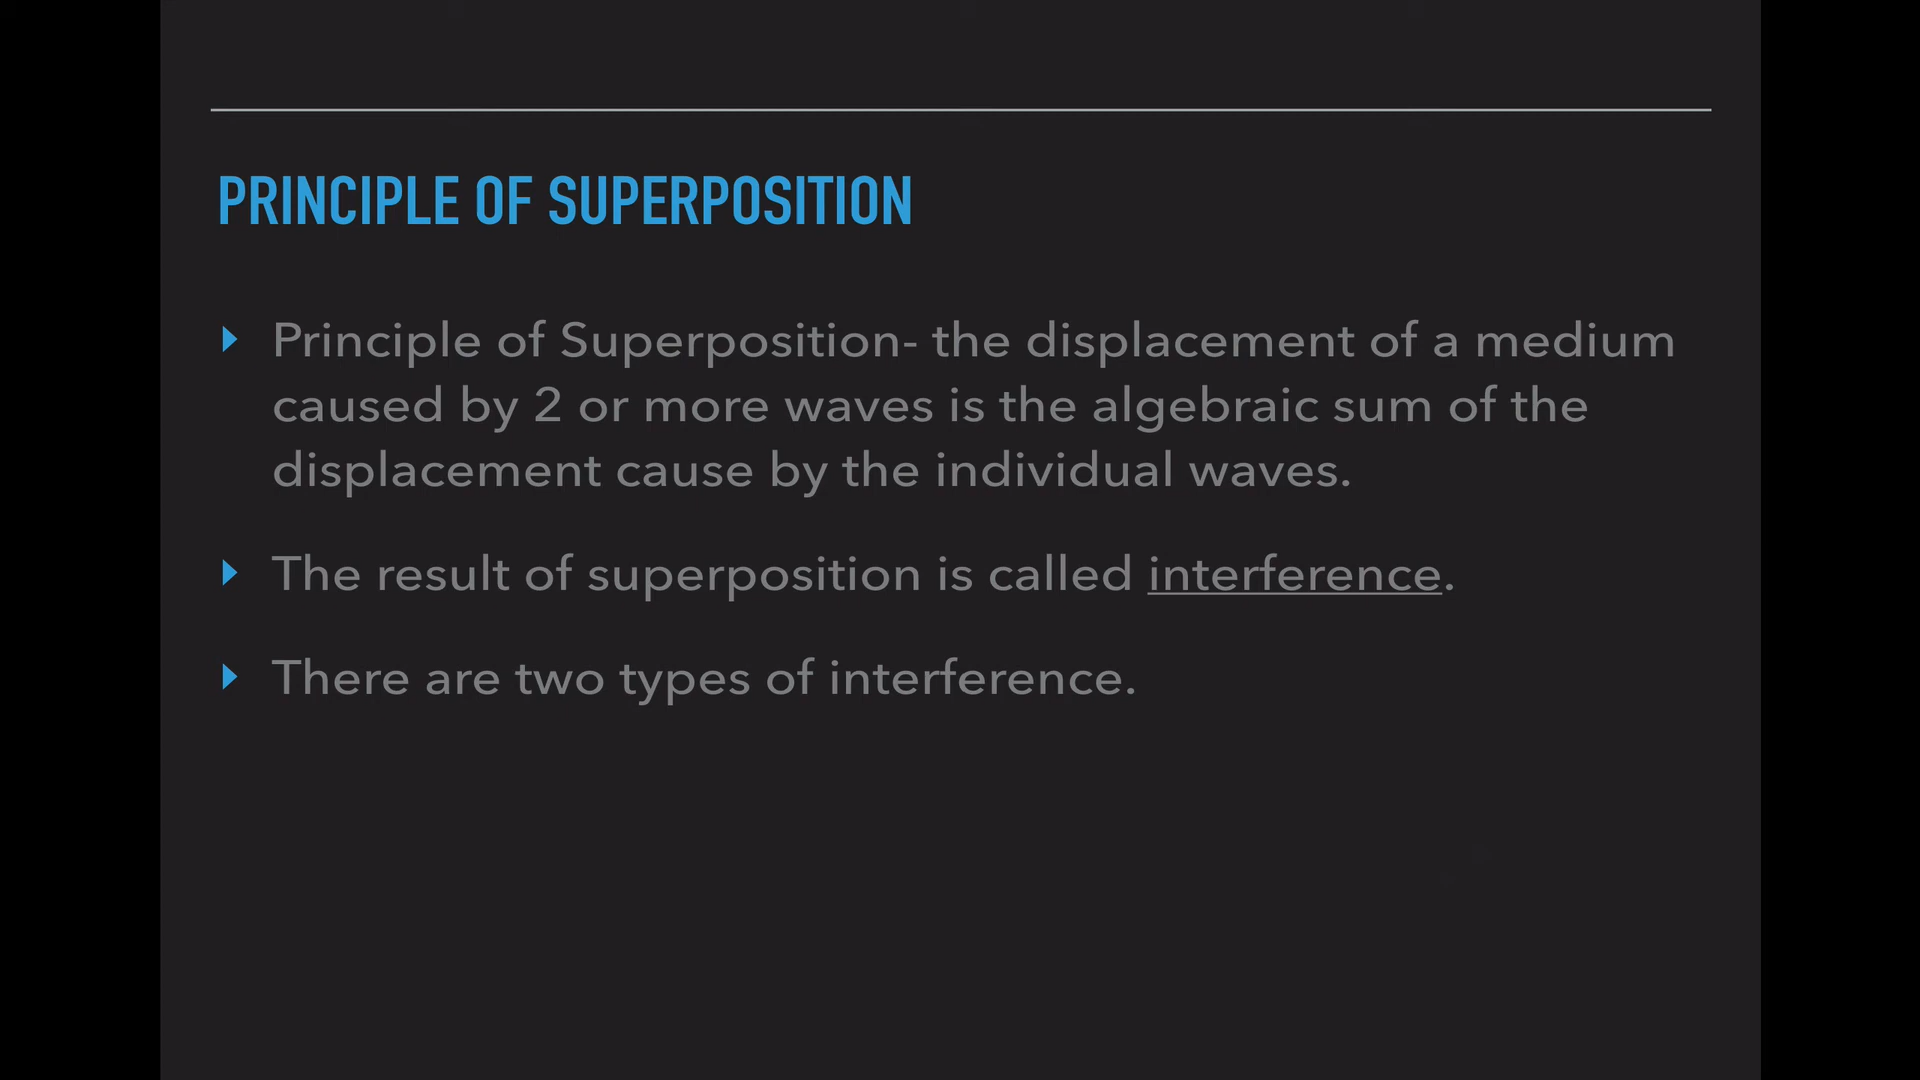 PRINCIPLE OF SUPERPOSITION
Principle of Superposition- the displacement of a medium
caused by 2 or more waves is the algebraic sum of the
displacement cause by the individual waves.
The result of superposition is called interference.
There are two types of interference.